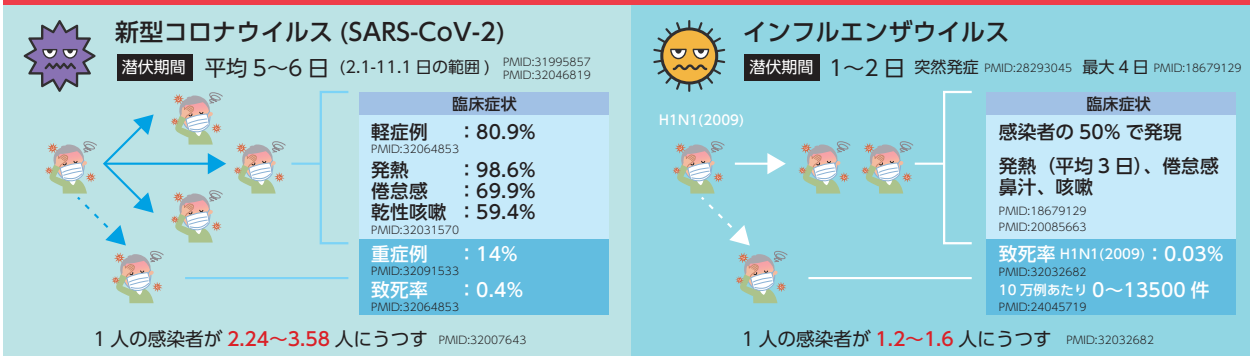 新型コロナウイルス (SARS-CoV-2)
潜伏期間 平均 5〜6 日 (2.1-11.1 日の範囲 ) PMID:31995857
PMID:32046819
臨床症状
軽症例 ：80.9%
PMID:32064853
発熱 ：98.6%
倦怠感 ：69.9%
乾性咳嗽 ：59.4%
PMID:32031570
重症例 ：14%
PMID:32091533
致死率 ：0.4%
PMID:32064853
1 人の感染者が 2.24〜3.58 人にうつす PMID:32007643
インフルエンザウイルス
潜伏期間 1〜2 日 突然発症 PMID:28293045 最大 4 日 PMID:18679129
H1N1(2009)
臨床症状
感染者の 50% で発現
発熱（平均 3 日）、倦怠感
鼻汁、咳嗽
PMID:18679129
PMID:20085663
致死率 H1N1(2009)：0.03%
PMID:32032682
10 万例あたり 0〜13500 件
PMID:24045719
1 人の感染者が 1.2〜1.6 人にうつす PMID:32032682